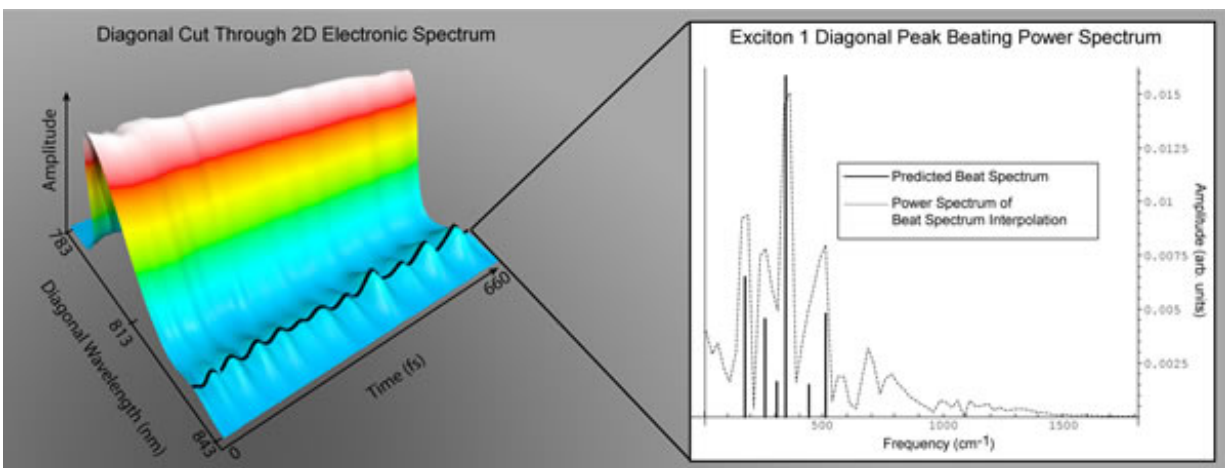 Diagonal Cut Through 2D Electronic Spectrum
Amplitude
783
813
843
Diagonal Wavelength (nm)
0
660
Time (fs)
Exciton 1 Diagonal Peak Beating Power Spectrum
Predicted Beat Spectrum
Power Spectrum of
Beat Spectrum Interpolation
0.015
0.0125
0.01
0.0075
0.005
0.0025
Amplitude (arb. units)
500
1000
1500
Frequency (cm-1)